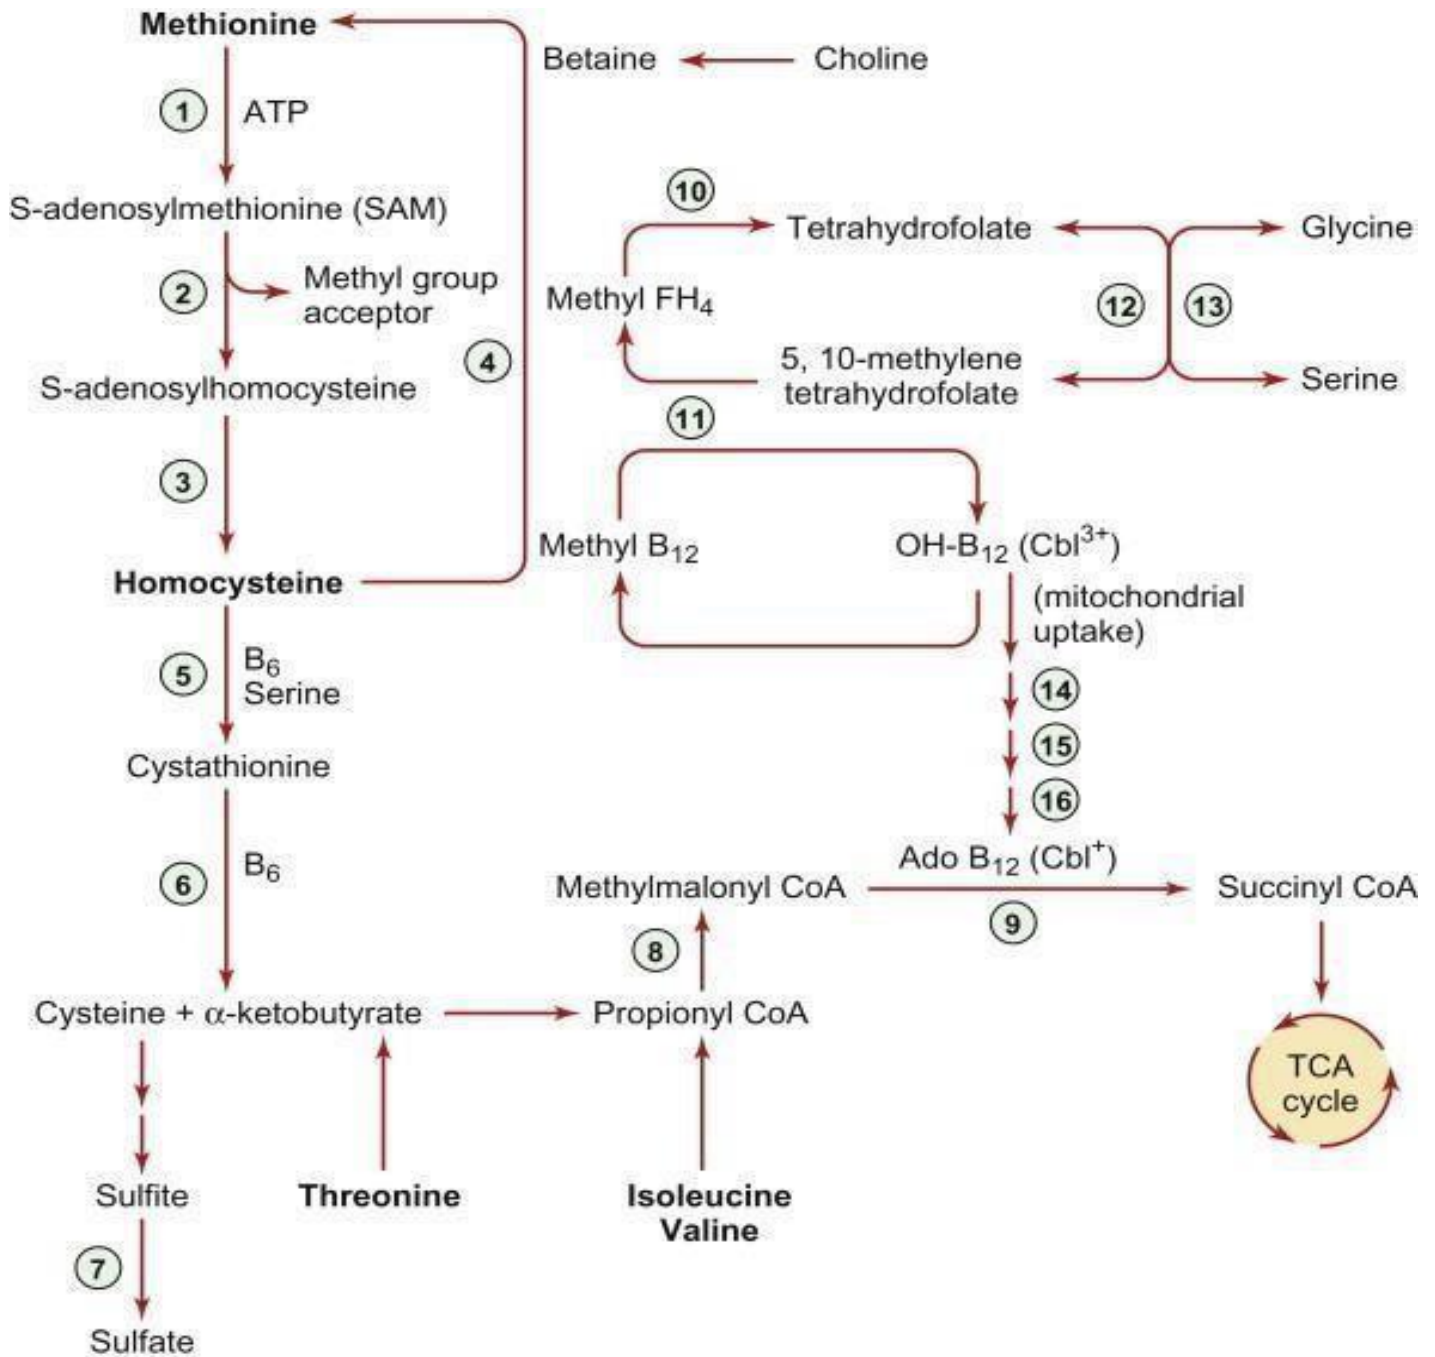 Methionine
Betaine
Choline
1
ATP
10
S-adenosylmethionine (SAM)
Tetrahydrofolate
Glycine
2
Methyl group
acceptor
Methyl FH4
12
13
4
5, 10-methylene
tetrahydrofolate
Serine
S-adenosylhomocysteine
11
3
Methyl B12
OH-B12 (Cbl3+)
Homocysteine
(mitochondrial
uptake)
5
B6
Serine
14
15
Cystathionine
16
6
B6
Ado B12 (Cbl+)
Methylmalonyl CoA
Succinyl CoA
9
8
Cysteine + α-ketobutyrate
Propionyl CoA
TCA
cycle
Sulfite
Threonine
Isoleucine
Valine
7
Sulfate